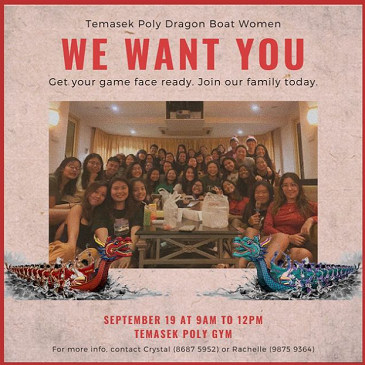 Temasek Poly Dragon Boat Women
WE WANT YOU
Get your game face ready. Join our family today.
SEPTEMBER 19 AT 9AM TO 12PM
TEMASEK POLY GYM
For more info, contact Crystal (8687 5952) or Rachelle (9875 9364)